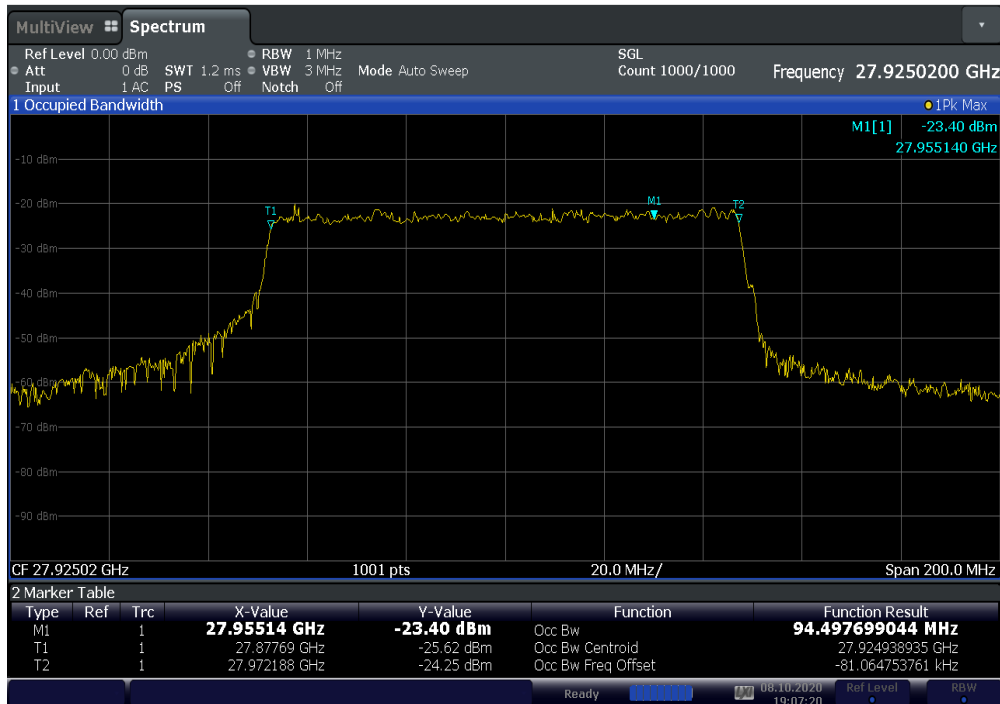 MultiView Spectrum
Ref Level 0.00 dBm RBW 1 MHz SGL
Att 0 dB SWT 1.2 ms VBW 3 MHz Mode Auto Sweep Count 1000/1000 Frequency 27.9250200 GHz
Input 1 AC PS Off Notch Off
1 Occupied Bandwidth 1Pk Max
M1[1] -23.40 dBm
27.955140 GHz
-10 dBm
-20 dBm
M1
T1
T2
-30 dBm
-40 dBm
-50 dBm
-60 dBm
-70 dBm
-80 dBm
-90 dBm
CF 27.92502 GHz 1001 pts 20.0 MHz/ Span 200.0 MHz
2 Marker Table
Type Ref Trc X-Value Y-Value Function Function Result
M1 1 27.95514 GHz -23.40 dBm Occ Bw 94.497699044 MHz
T1 1 27.87769 GHz -25.62 dBm Occ Bw Centroid 27.924938935 GHz
T2 1 27.972188 GHz -24.25 dBm Occ Bw Freq Offset -81.064753761 kHz
Ready 08.10.2020 Ref Level RBW
19:07:20